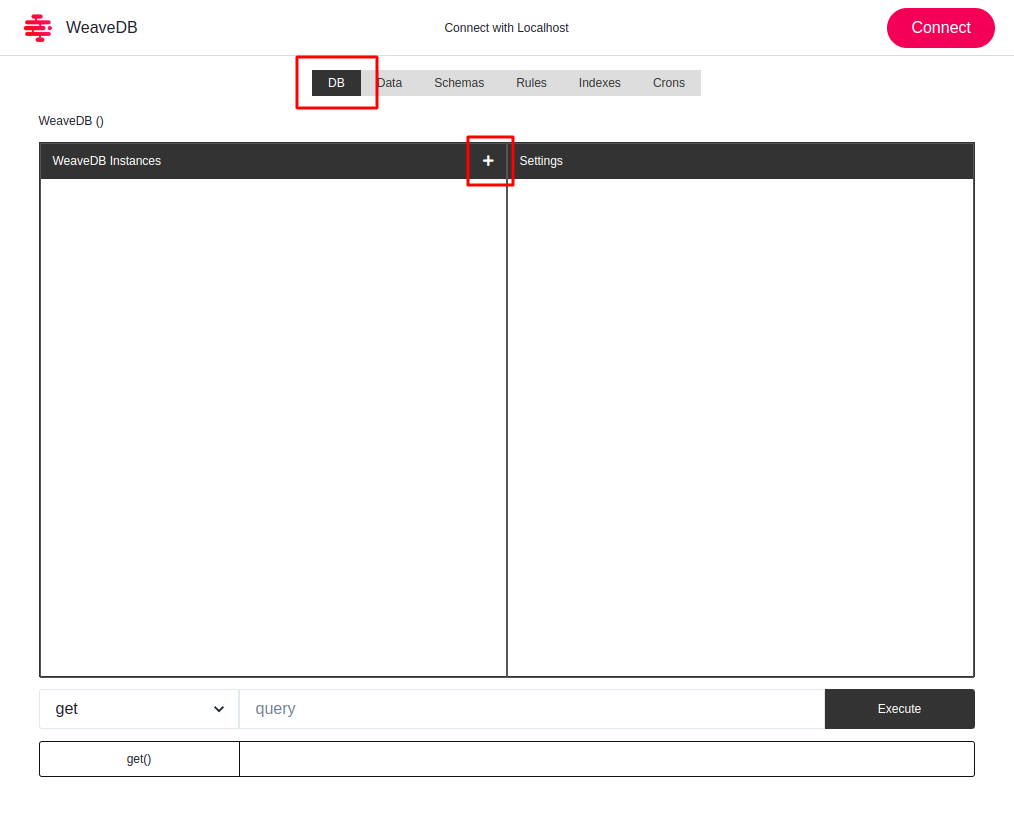 WeaveDB Connect with Localhost Connect
DB Data Schemas Rules Indexes Crons
WeaveDB ()
WeaveDB Instances + Settings
get query Execute
get()